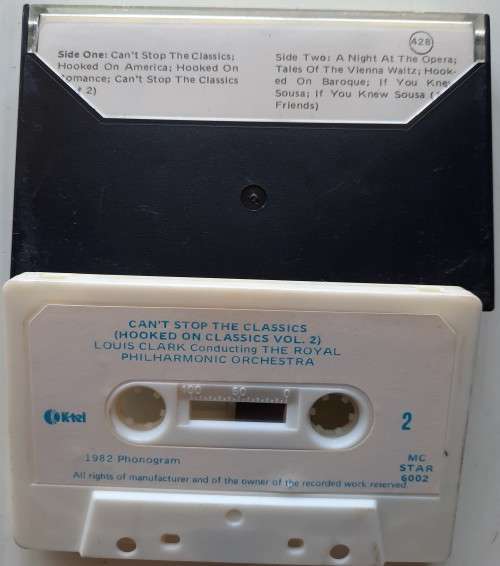 428
Side One: Can't Stop The Classics;
Hooked On America; Hooked On
omance; Can't Stop The Classics
2)
Side Two: A Night At The Opera;
Tales Of The Vienna Waltz; Hook-
ed On Baroque; If You Kne
Sousa; If You Knew Sousa (
Friends)
CAN'T STOP THE CLASSICS
(HOOKED ON CLASSICS VOL. 2)
LOUIS CLARK Conducting THE ROYAL
PHILHARMONIC ORCHESTRA
100 50 0
K-tel
2
1982 Phonogram
MC
STAR
6002
All rights of manufacturer and of the owner of the recorded work reserved